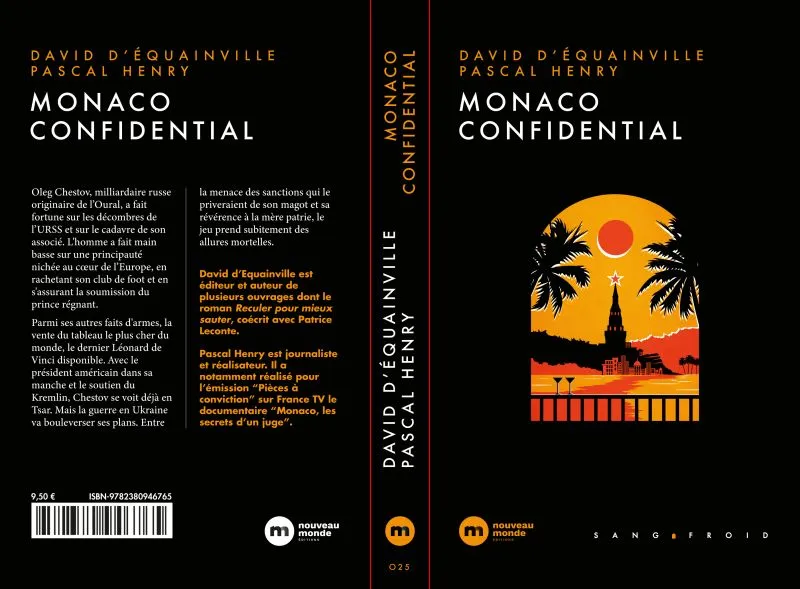 DAVID D'ÉQUAINVILLE
PASCAL HENRY
MONACO
CONFIDENTIAL
Oleg Chestov, milliardaire russe
originaire de l'Oural, a fait
fortune sur les décombres de
l'URSS et sur le cadavre de son
associé. L'homme a fait main
basse sur une principauté
nichée au cœur de l'Europe, en
rachetant son club de foot et en
s'assurant la soumission du
prince régnant.
Parmi ses autres faits d'armes, la
vente du tableau le plus cher du
monde, le dernier Léonard de
Vinci disponible. Avec le
président américain dans sa
manche et le soutien du
Kremlin, Chestov se voit déjà en
Tsar. Mais la guerre en Ukraine
va bouleverser ses plans. Entre
la menace des sanctions qui le
priveraient de son magot et sa
révérence à la mère patrie, le
jeu prend subitement des
allures mortelles.
David d'Equainville est
éditeur et auteur de
plusieurs ouvrages dont le
roman Reculer pour mieux
sauter, coécrit avec Patrice
Leconte.
Pascal Henry est journaliste
et réalisateur. Il a
notamment réalisé pour
l'émission “Pièces à
conviction” sur France TV le
documentaire “Monaco, les
secrets d'un juge”.
9,50 €
ISBN-9782380946765
m
nouveau
monde
ÉDITIONS
MONACO
CONFIDENTIAL
DAVID D'ÉQUAINVILLE
PASCAL HENRY
m
025
DAVID D'ÉQUAINVILLE
PASCAL HENRY
MONACO
CONFIDENTIAL
m
nouveau
monde
ÉDITIONS
SANG FROID